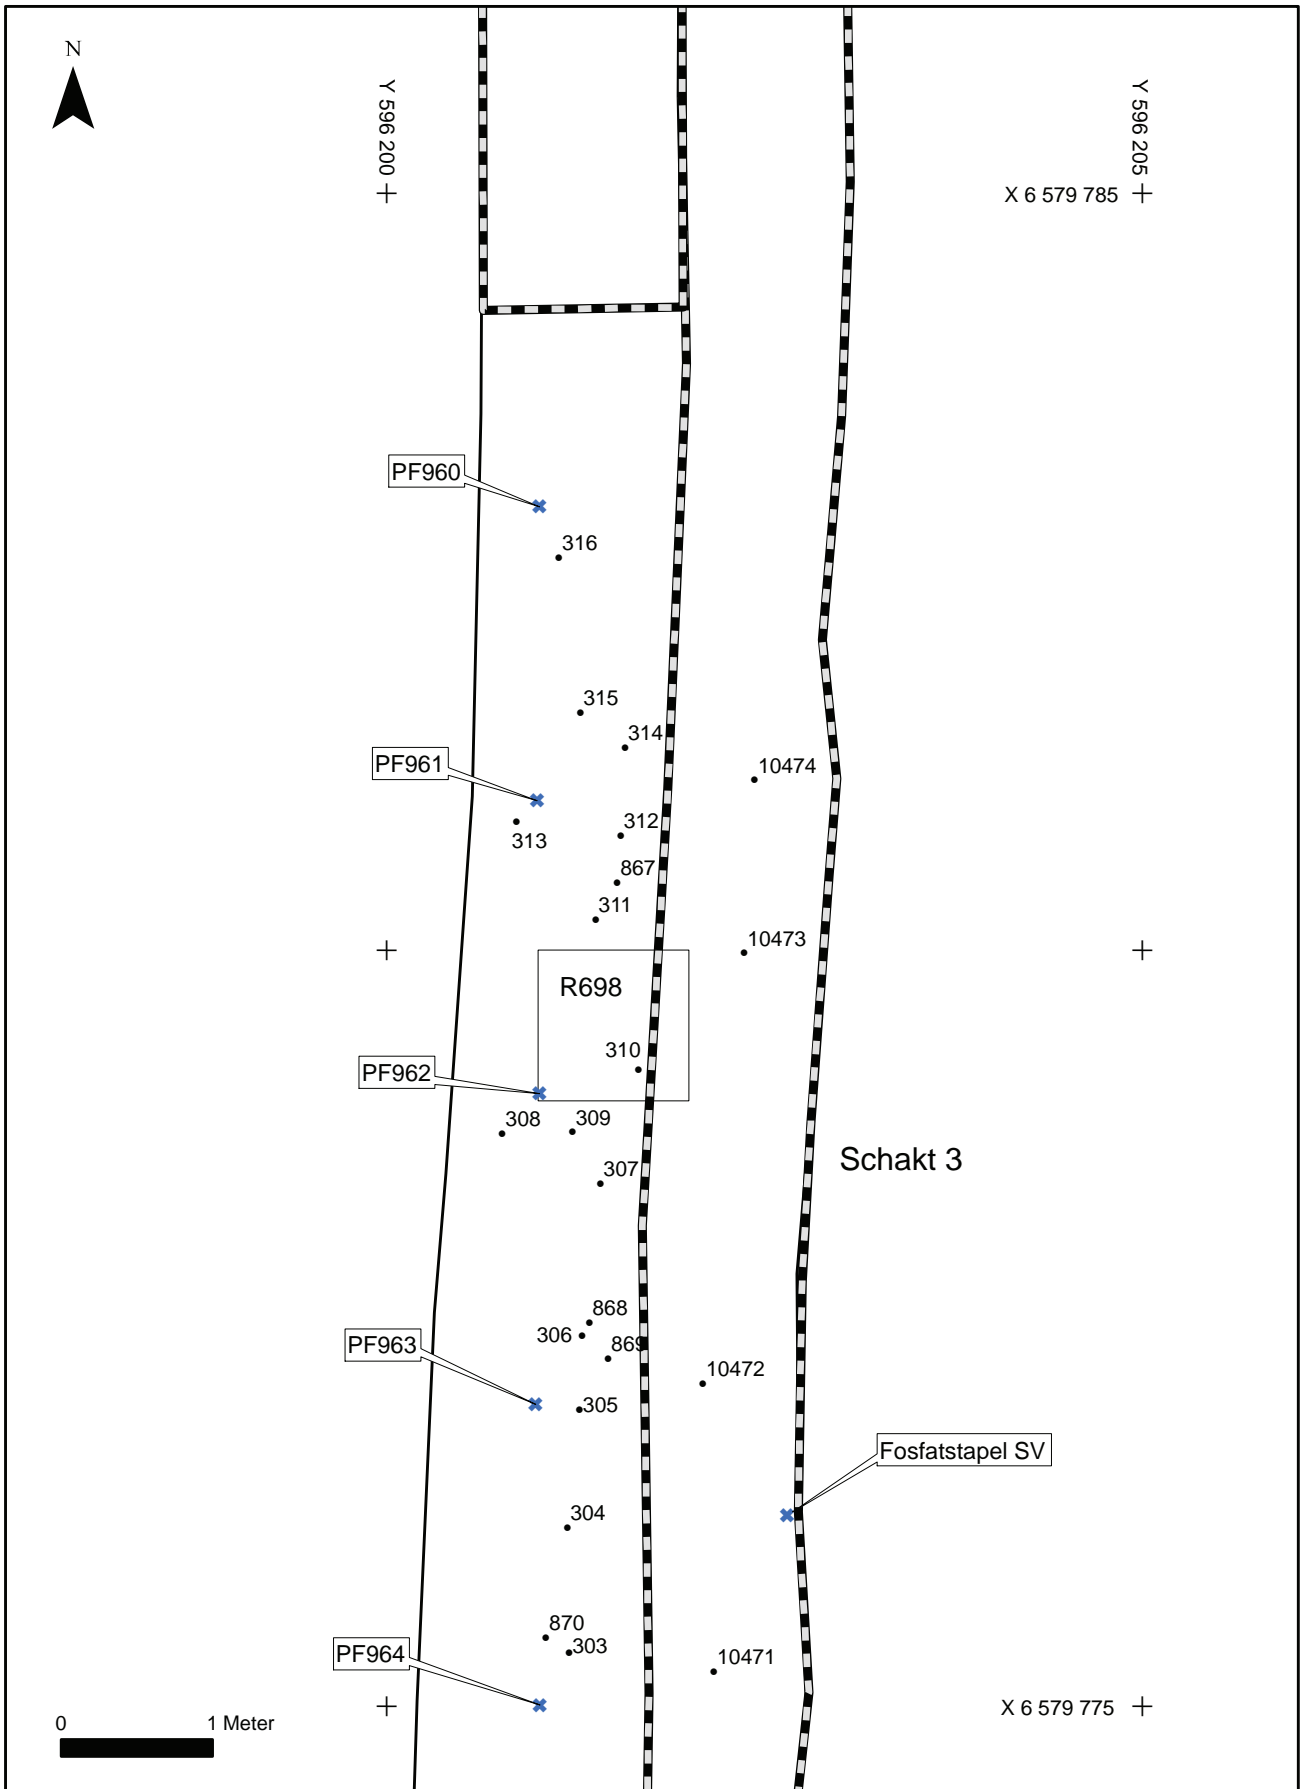 N
Y 596 200
Y 596 205
X 6 579 785
PF960
316
315
314
PF961
10474
313
312
867
311
10473
R698
310
PF962
308
309
307
Schakt 3
868
306
869
PF963
10472
305
Fosfatstapel SV
304
870
303
PF964
10471
X 6 579 775
0
1 Meter